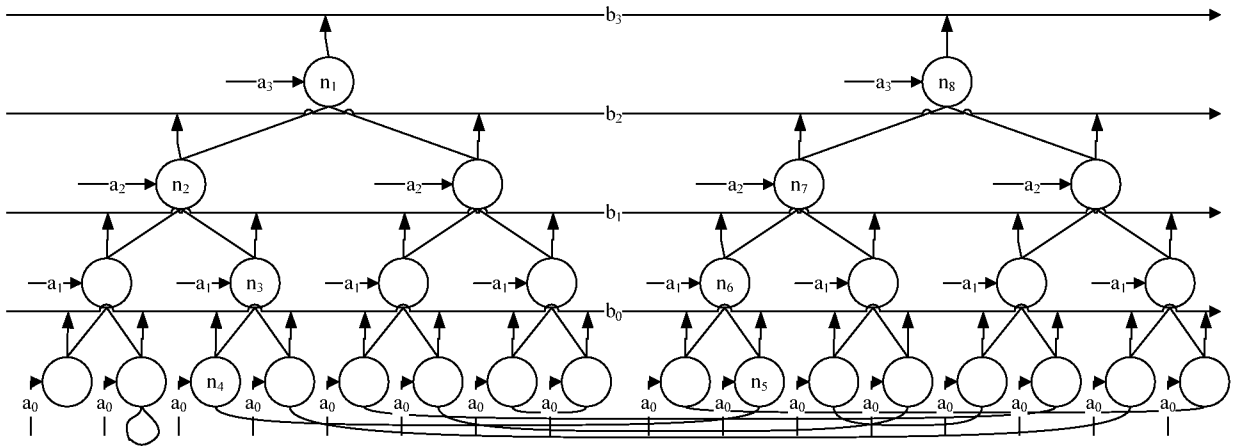 b₃
a₃ n₁ a₃ n₈
b₂
a₂ n₂ a₂ a₂ n₇ a₂
b₁
a₁ a₁ n₃ a₁ a₁ a₁ n₆ a₁ a₁ a₁
b₀
n₄ n₅
a₀ a₀ a₀ a₀ a₀ a₀ a₀ a₀ a₀ a₀ a₀ a₀ a₀ a₀ a₀ a₀